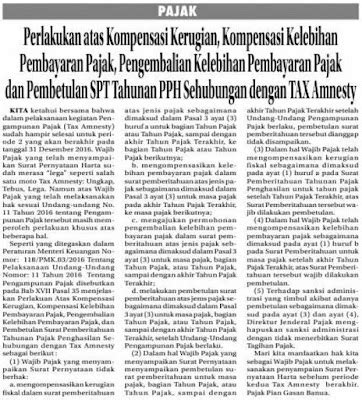 PAJAK
Perlakukan atas Kompensasi Kerugian, Kompensasi Kelebihan
Pembayaran Pajak, Pengembalian Kelebihan Pembayaran Pajak
dan Pembetulan SPT Tahunan PPH Sehubungan dengan TAX Amnesty
KITA ketahui bersama bahwa
dalam pelaksanaan kegiatan Pen-
gampunan Pajak (Tax Amnesty)
sudah hampir selesai untuk peri-
ode 2 yang akan berakhir pada
tanggal 31 Desember 2016, Wajib
Pajak yang telah menyampai-
kan Surat Pernyataan Harta su-
dah merasa "lega" seperti salah
satu moto Tax Amnesty: Ungkap,
Tebus, Lega. Namun atas Wajib
Pajak yang telah melaksanakan
hak sesuai Undang-undang No.
11 Tahun 2016 tentang Pengam-
punan Pajak tersebut masih mem-
peroleh perlakuan khusus atas
beberapa hal.
Seperti yang ditegaskan dalam
Peraturan Menteri Keuangan No-
mor: 118/PMK.03/2016 Tentang
Pelaksanaan Undang-Undang
Nomor: 11 Tahun 2016 Tentang
Pengampunan Pajak disebutkan
pada Bab XVII Pasal 35 menjelas-
kan Perlakuan Atas Kompensasi
Kerugian, Kompensasi Kelebihan
Pembayaran Pajak, Pengembalian
Kelebihan Pembayaran Pajak, dan
Pembetulan Surat Pemberitahuan
Tahunan Pajak Penghasilan Se-
hubungan dengan Tax Amnesty
sebagai berikut :
(1) Wajib Pajak yang menyam-
paikan Surat Pernyataan tidak
berhak:
a. mengompensasikan kerugian
fiskal dalam surat pemberitahuan
atas jenis pajak sebagaimana
dimaksud dalam Pasal 3 ayat (3)
huruf a untuk bagian Tahun Pajak
atau Tahun Pajak, sampai dengan
akhir Tahun Pajak Terakhir, ke
bagian Tahun Pajak atau Tahun
Pajak berikutnya;
b. mengompensasikan kele-
bihan pembayaran pajak dalam
surat pemberitahuan atas jenis pa-
jak sebagaimana dimaksud dalam
Pasal 3 ayat (3) untuk masa pajak
pada akhir Tahun Pajak Terakhir,
ke masa pajak berikutnya;
c. mengajukan permohonan
pengembalian kelebihan pem-
bayaran pajak dalam surat pem-
beritahuan atas jenis pajak se-
bagaimana dimaksud dalam Pasal
3 ayat (3) untuk masa pajak, bagian
Tahun Pajak, atau Tahun Pajak,
sampai dengan akhir Tahun Pajak
Terakhir;
d. melakukan pembetulan surat
pemberitahuan atas jenis pajak se-
bagaimana dimaksud dalam Pasal
3 ayat (3) untuk masa pajak, bagian
Tahun Pajak, atau Tahun Pajak,
sampai dengan akhir Tahun Pajak
Terakhir, setelah Undang-Undang
Pengampunan Pajak berlaku.
(2) Dalam hal Wajib Pajak yang
menyampaikan Surat Pernyataan
menyampaikan pembetulan su-
rat pemberitahuan untuk masa
pajak, bagian Tahun Pajak, atau
Tahun Pajak, sampai dengan
akhir Tahun Pajak Terakhir setelah
Undang-Undang Pengampunan
Pajak berlaku, pembetulan surat
pemberitahuan tersebut dianggap
tidak disampaikan.
(3) Dalam hal Wajib Pajak telah
mengompensasikan kerugian
fiskal sebagaimana dimaksud
pada ayat (1) huruf a pada Surat
Pemberitahuan Tahunan Pajak
Penghasilan untuk tahun pajak
setelah Tahun Pajak Terakhir, atas
Surat Pemberitahuan tersebut wa-
jib dilakukan pembetulan.
(4) Dalam hal Wajib Pajak telah
mengompensasikan kelebihan
pembayaran pajak sebagaimana
dimaksud pada ayat (1) huruf b
pada Surat Pemberitahuan untuk
masa pajak setelah akhir Tahun
Pajak Terakhir, atas Surat Pember-
itahuan tersebut wajib dilakukan
pembetulan.
(5) Terhadap sanksi adminis-
trasi yang timbul akibat adanya
pembetulan sebagaimana dimak-
sud pada ayat (3) dan ayat (4),
Direktur Jenderal Pajak meng-
hapuskan sanksi administrasi
dengan tidak menerbitkan Surat
Tagihan Pajak.
Mari kita manfaatkan hak kita
sebagai Wajib Pajak untuk melak-
sanakan penyampaian Surat Per-
nyataan Harta sebelum periode
kedua Tax Amnesty berakhir.
Pajak Pian Gasan Banua.